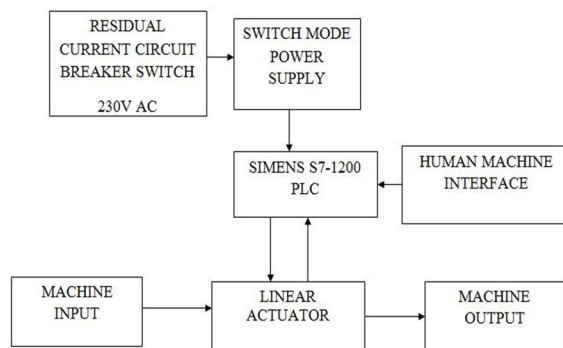 RESIDUAL
CURRENT CIRCUIT
BREAKER SWITCH
230V AC
SWITCH MODE
POWER
SUPPLY
SIMENS S7-1200
PLC
HUMAN MACHINE
INTERFACE
MACHINE
INPUT
LINEAR
ACTUATOR
MACHINE
OUTPUT